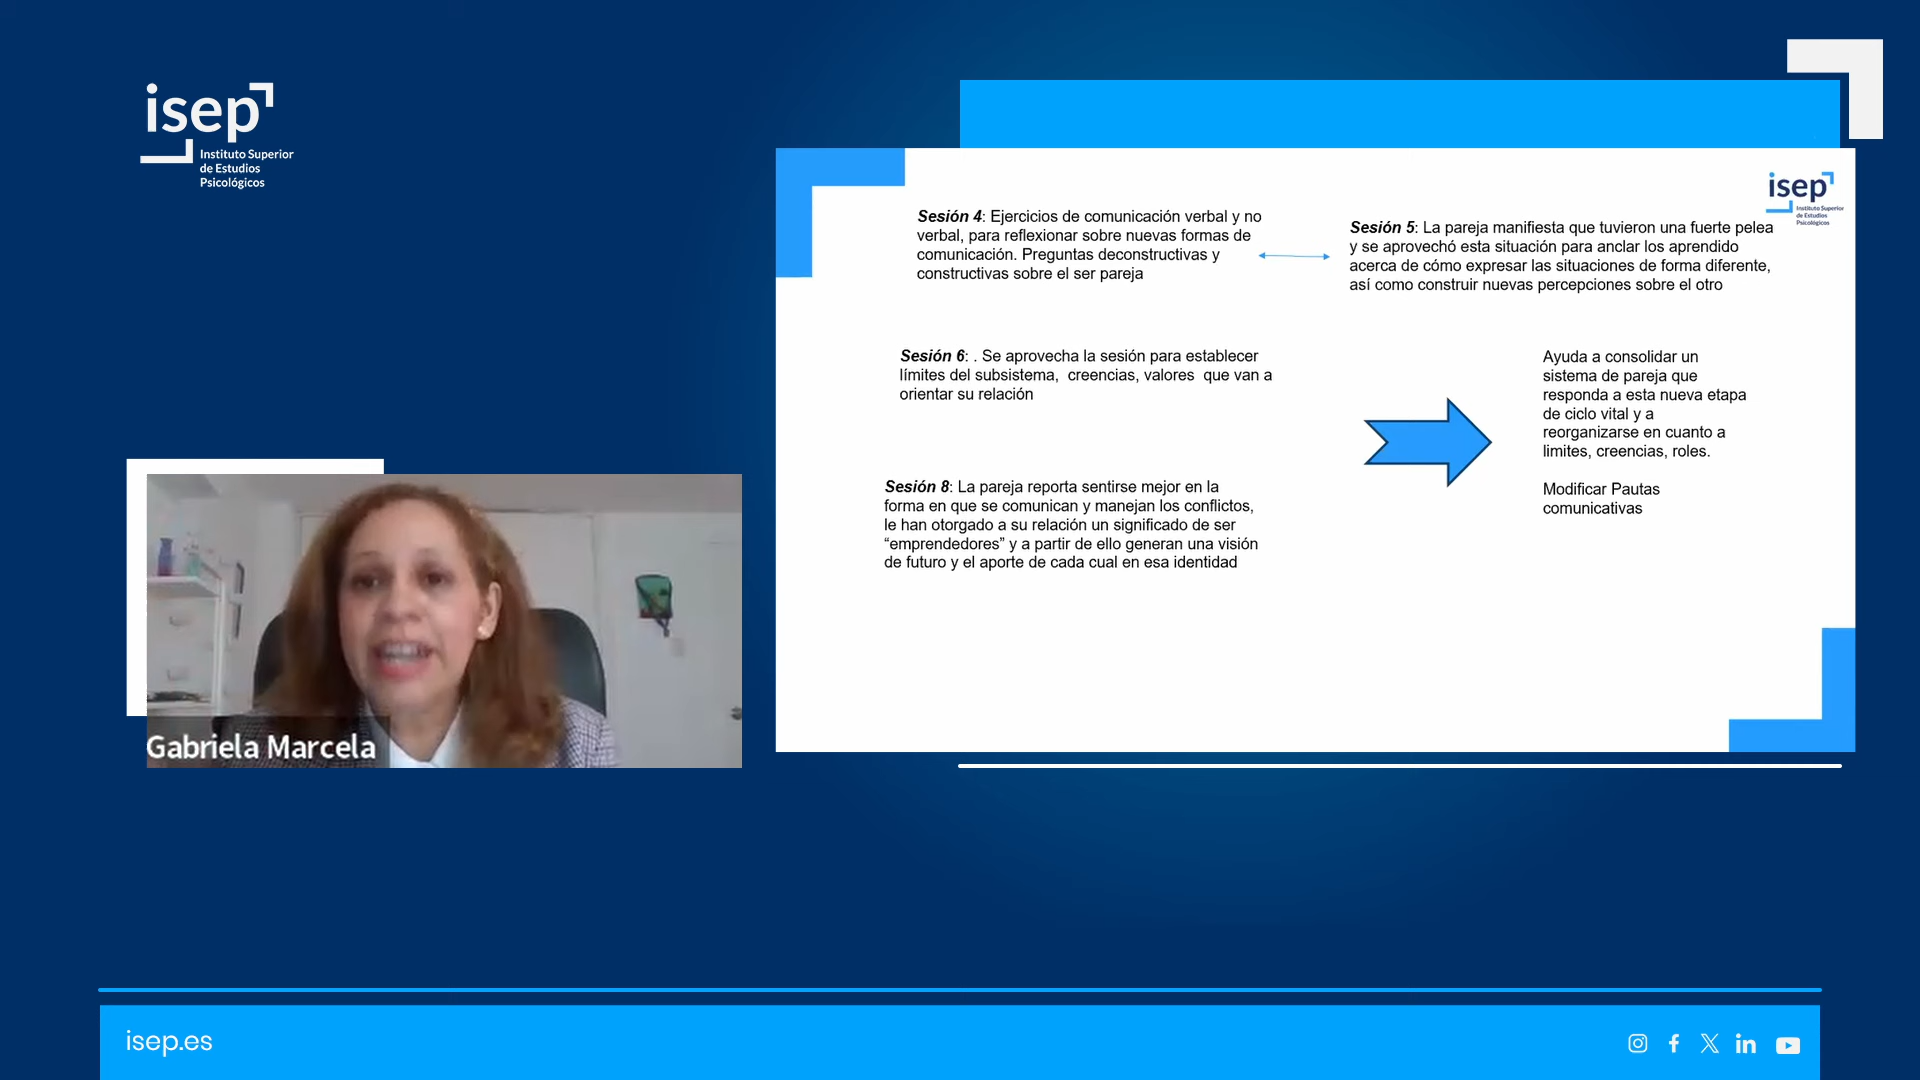 isep
Instituto Superior
de Estudios
Psicológicos
isep
Instituto Superior
de Estudios
Psicológicos
Sesión 4: Ejercicios de comunicación verbal y no
verbal, para reflexionar sobre nuevas formas de
comunicación. Preguntas deconstructivas y
constructivas sobre el ser pareja
Sesión 5: La pareja manifiesta que tuvieron una fuerte pelea
y se aprovechó esta situación para anclar los aprendido
acerca de cómo expresar las situaciones de forma diferente,
así como construir nuevas percepciones sobre el otro
Sesión 6: . Se aprovecha la sesión para establecer
límites del subsistema,  creencias, valores  que van a
orientar su relación
Ayuda a consolidar un
sistema de pareja que
responda a esta nueva etapa
de ciclo vital y a
reorganizarse en cuanto a
limites, creencias, roles.
Modificar Pautas
comunicativas
Sesión 8: La pareja reporta sentirse mejor en la
forma en que se comunican y manejan los conflictos,
le han otorgado a su relación un significado de ser
“emprendedores” y a partir de ello generan una visión
de futuro y el aporte de cada cual en esa identidad
Gabriela Marcela
isep.es